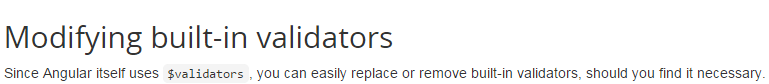 Modifying built-in validators
Since Angular itself uses $validators, you can easily replace or remove built-in validators, should you find it necessary.